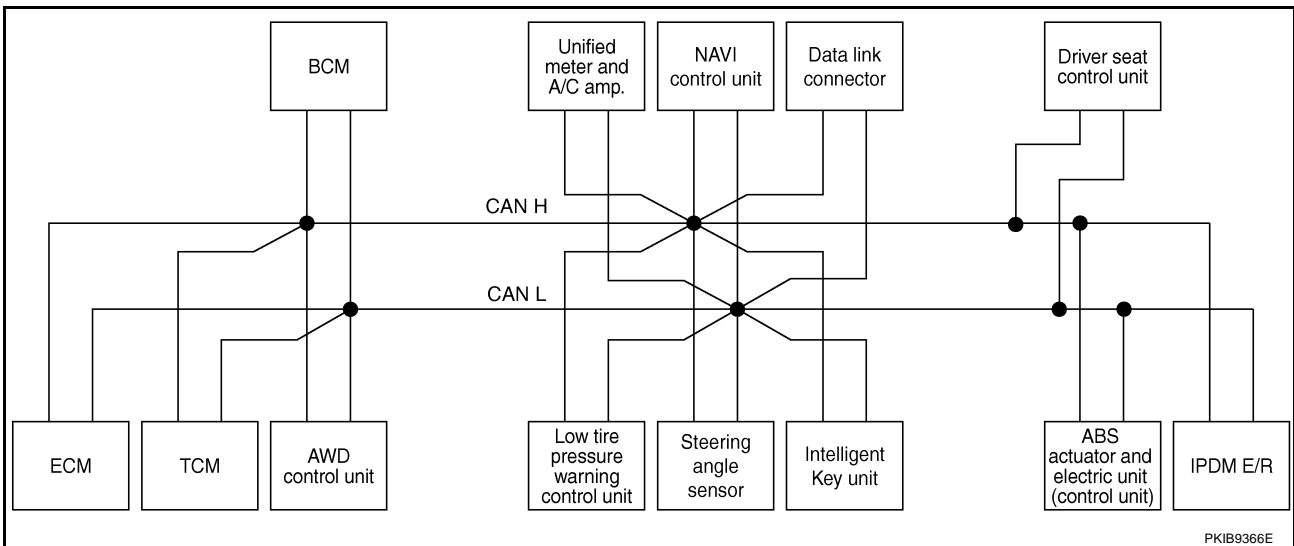 BCM
Unified
meter and
A/C amp.
NAVI
control unit
Data link
connector
Driver seat
control unit
CAN H
CAN L
ECM
TCM
AWD
control unit
Low tire
pressure
warning
control unit
Steering
angle
sensor
Intelligent
Key unit
ABS
actuator and
electric unit
(control unit)
IPDM E/R
PKIB9366E